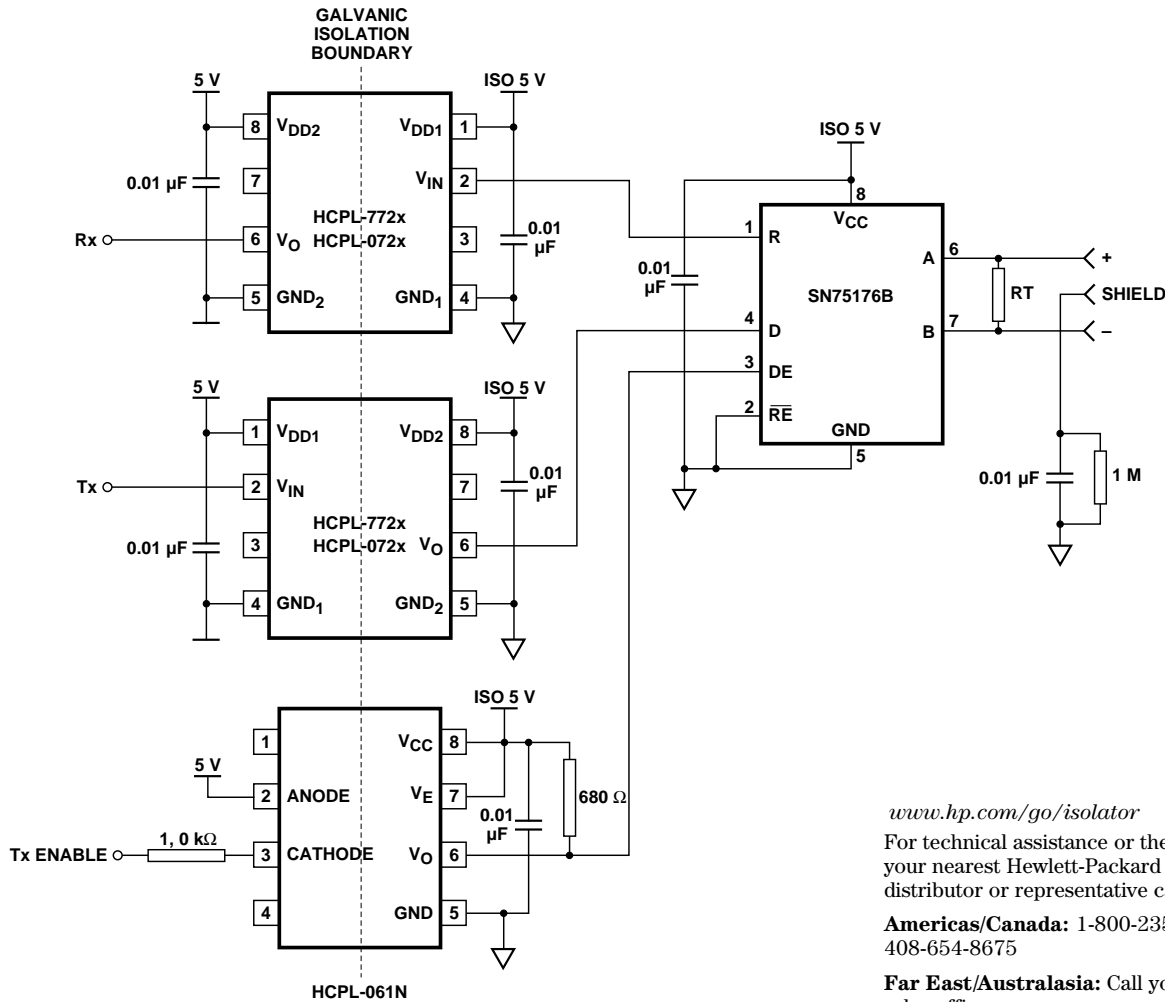 GALVANIC
ISOLATION
BOUNDARY
5 V
ISO 5 V
8 VDD2
VDD1 1
0.01 µF
7
VIN 2
HCPL-772x
HCPL-072x
Rx
6 VO
3
0.01
µF
5 GND2
GND1 4
ISO 5 V
8
VCC
1 R
0.01
µF
SN75176B
A 6
+
RT
SHIELD
4 D
B 7
–
3 DE
2 RE
GND
5
0.01 µF
1 M
5 V
ISO 5 V
1 VDD1
VDD2 8
Tx
2 VIN
7
0.01
µF
HCPL-772x
HCPL-072x
0.01 µF
3
VO 6
4 GND1
GND2 5
ISO 5 V
1
VCC 8
5 V
2 ANODE
VE 7
680 Ω
0.01
µF
Tx ENABLE
1, 0 kΩ
3 CATHODE
VO 6
4
GND 5
HCPL-061N
www.hp.com/go/isolator
For technical assistance or the
your nearest Hewlett-Packard
distributor or representative c
Americas/Canada: 1-800-235
408-654-8675
Far East/Australasia: Call yo